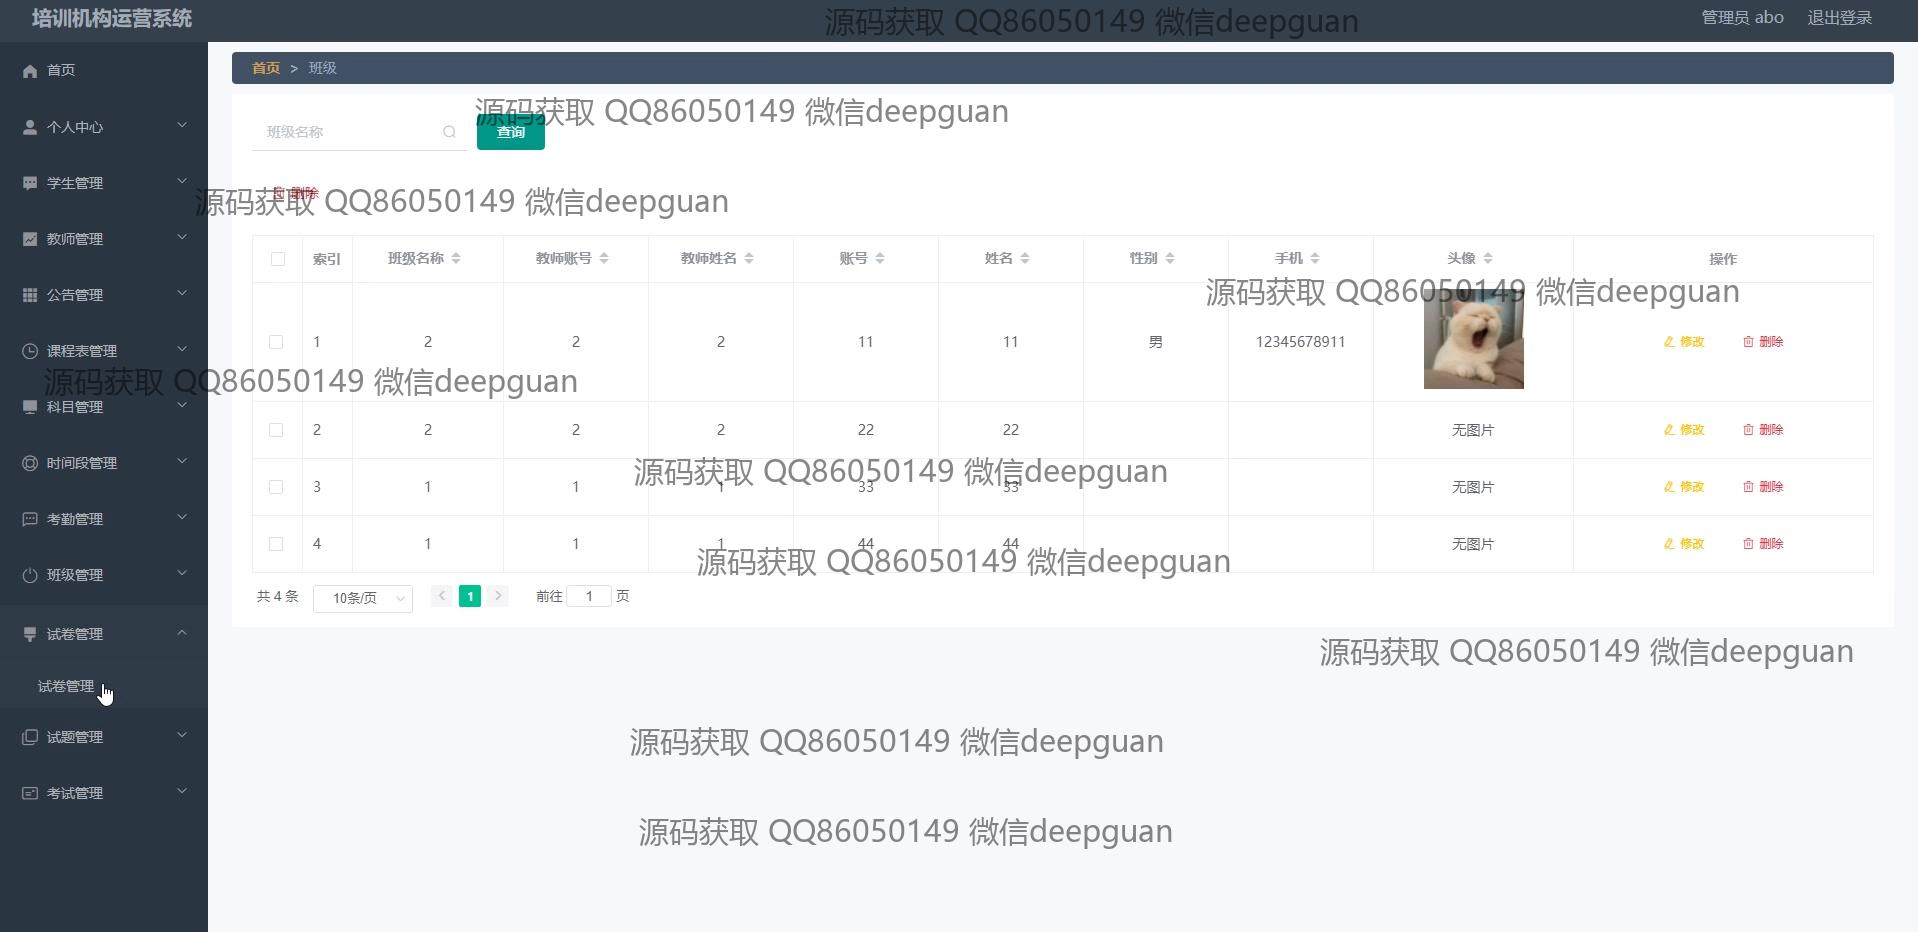 培训机构运营系统
源码获取 QQ86050149 微信deepguan
管理员 abo 退出登录
首页
个人中心
学生管理
教师管理
公告管理
课程表管理
科目管理
时间段管理
考勤管理
班级管理
试卷管理
试卷管理
试题管理
考试管理
首页 > 班级
源码获取 QQ86050149 微信deepguan
班级名称 查询
删除
源码获取 QQ86050149 微信deepguan
索引 班级名称 教师账号 教师姓名 账号 姓名 性别 手机 头像 操作
源码获取 QQ86050149 微信deepguan
1 2 2 2 11 11 男 12345678911 修改 删除
源码获取 QQ86050149 微信deepguan
2 2 2 2 22 22 无图片 修改 删除
源码获取 QQ86050149 微信deepguan
3 1 1 1 33 33 无图片 修改 删除
4 1 1 1 44 44 无图片 修改 删除
源码获取 QQ86050149 微信deepguan
共 4 条 10条/页 1 前往 1 页
源码获取 QQ86050149 微信deepguan
源码获取 QQ86050149 微信deepguan
源码获取 QQ86050149 微信deepguan